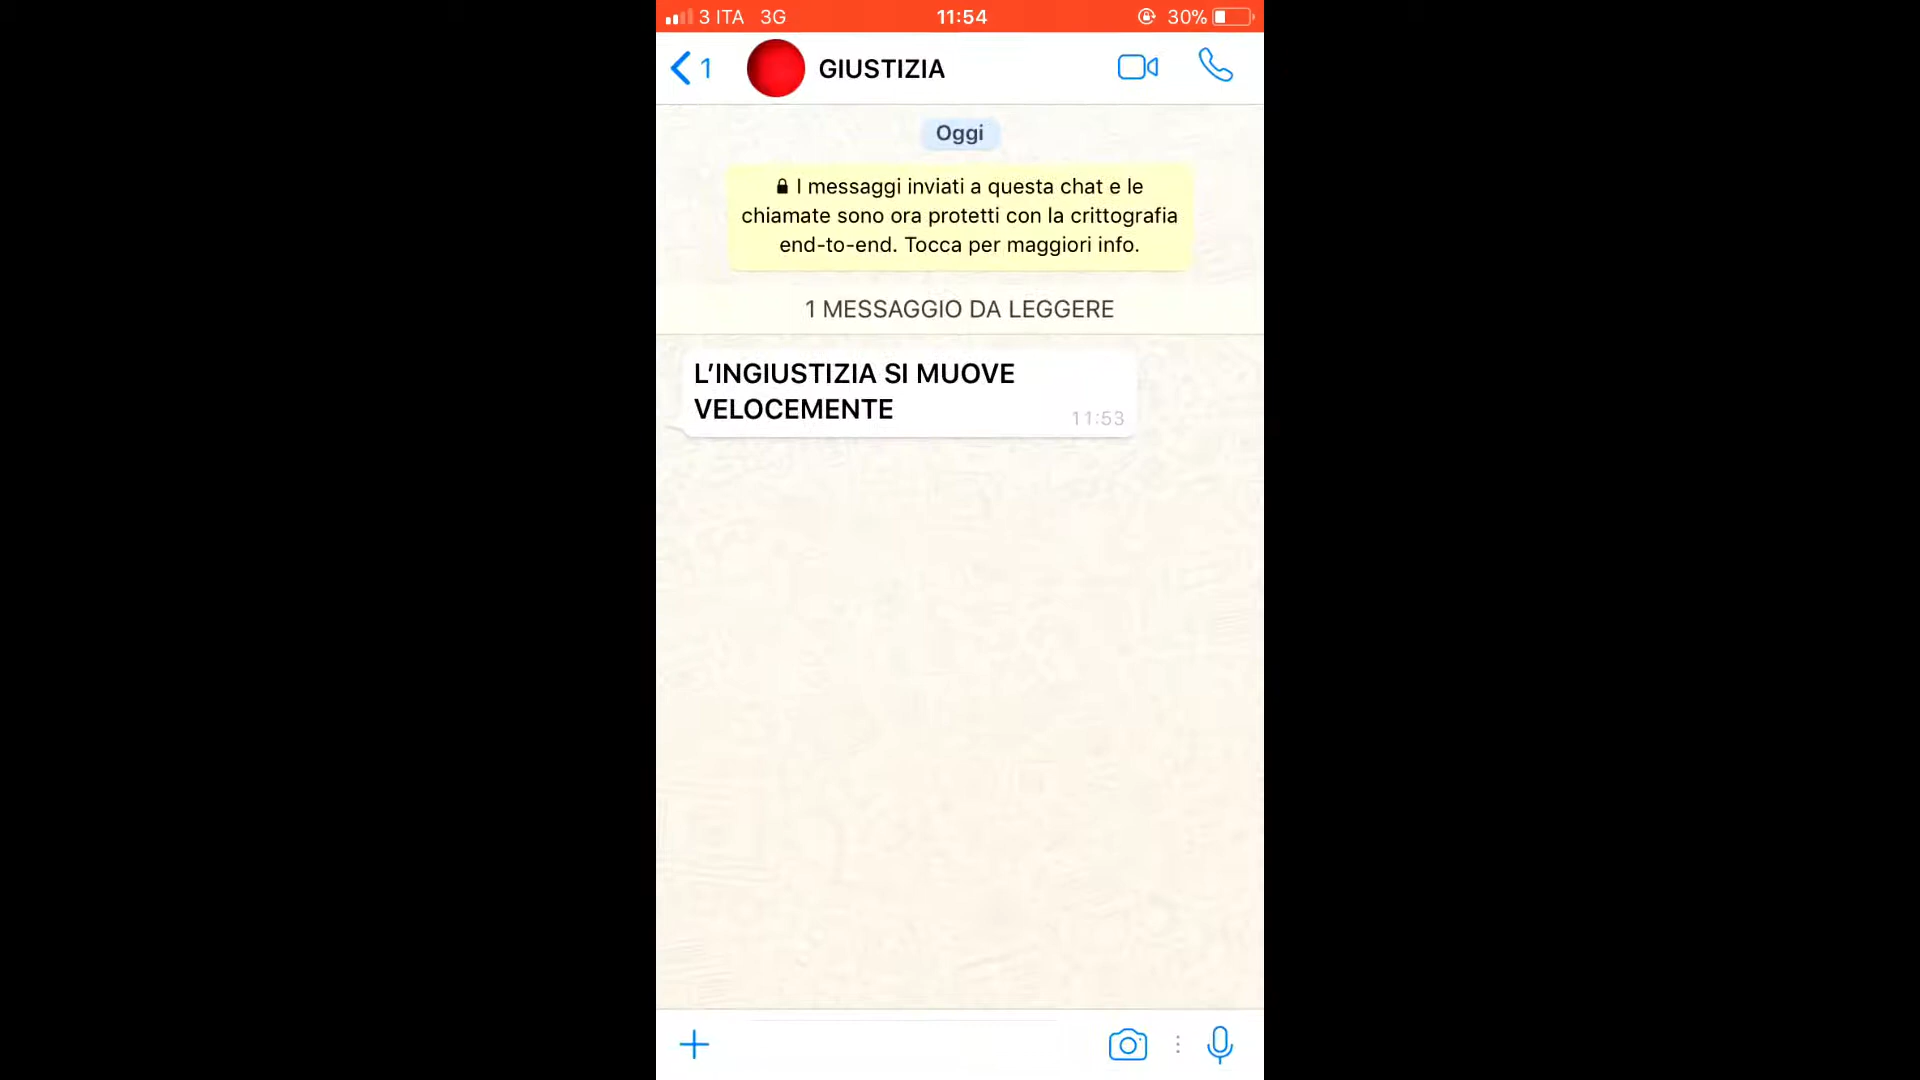 3 ITA 3G 11:54 30%
1 GIUSTIZIA
Oggi
I messaggi inviati a questa chat e le
chiamate sono ora protetti con la crittografia
end-to-end. Tocca per maggiori info.
1 MESSAGGIO DA LEGGERE
L’INGIUSTIZIA SI MUOVE
VELOCEMENTE
11:53